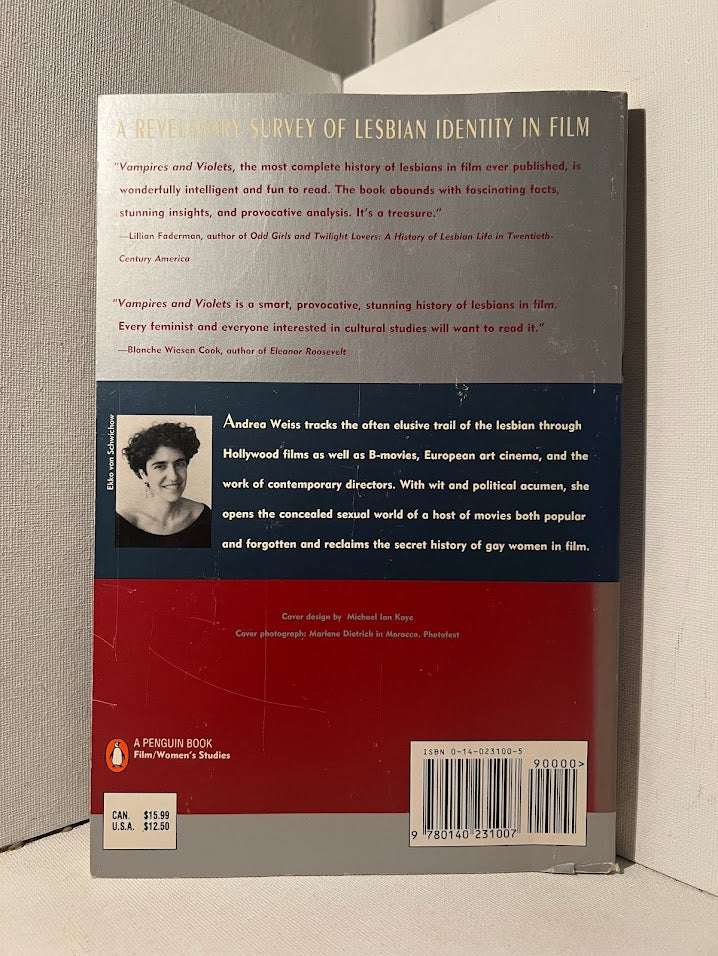 A REVELATORY SURVEY OF LESBIAN IDENTITY IN FILM
"Vampires and Violets, the most complete history of lesbians in film ever published, is
wonderfully intelligent and fun to read. The book abounds with fascinating facts,
stunning insights, and provocative analysis. It's a treasure."
—Lillian Faderman, author of Odd Girls and Twilight Lovers: A History of Lesbian Life in Twentieth-
Century America
"Vampires and Violets is a smart, provocative, stunning history of lesbians in film.
Every feminist and everyone interested in cultural studies will want to read it."
—Blanche Wiesen Cook, author of Eleanor Roosevelt
Ekko von Schwichow
Andrea Weiss tracks the often elusive trail of the lesbian through
Hollywood films as well as B-movies, European art cinema, and the
work of contemporary directors. With wit and political acumen, she
opens the concealed sexual world of a host of movies both popular
and forgotten and reclaims the secret history of gay women in film.
Cover design by Michael Ian Kaye
Cover photograph: Marlene Dietrich in Morocco. Photofest
A PENGUIN BOOK
Film/Women's Studies
CAN. $15.99
U.S.A. $12.50
ISBN 0-14-023100-5
90000>
9 780140 231007